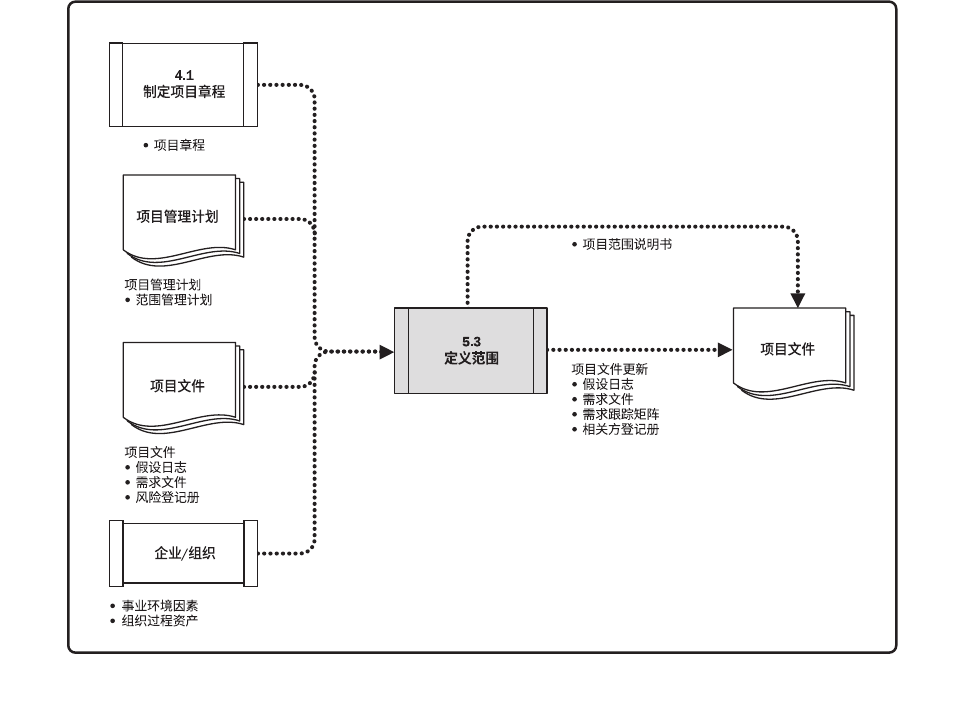 4.1
制定项目章程
• 项目章程
项目管理计划
项目管理计划
• 范围管理计划
项目文件
项目文件
• 假设日志
• 需求文件
• 风险登记册
企业/组织
• 事业环境因素
• 组织过程资产
5.3
定义范围
• 项目范围说明书
项目文件更新
• 假设日志
• 需求文件
• 需求跟踪矩阵
• 相关方登记册
项目文件